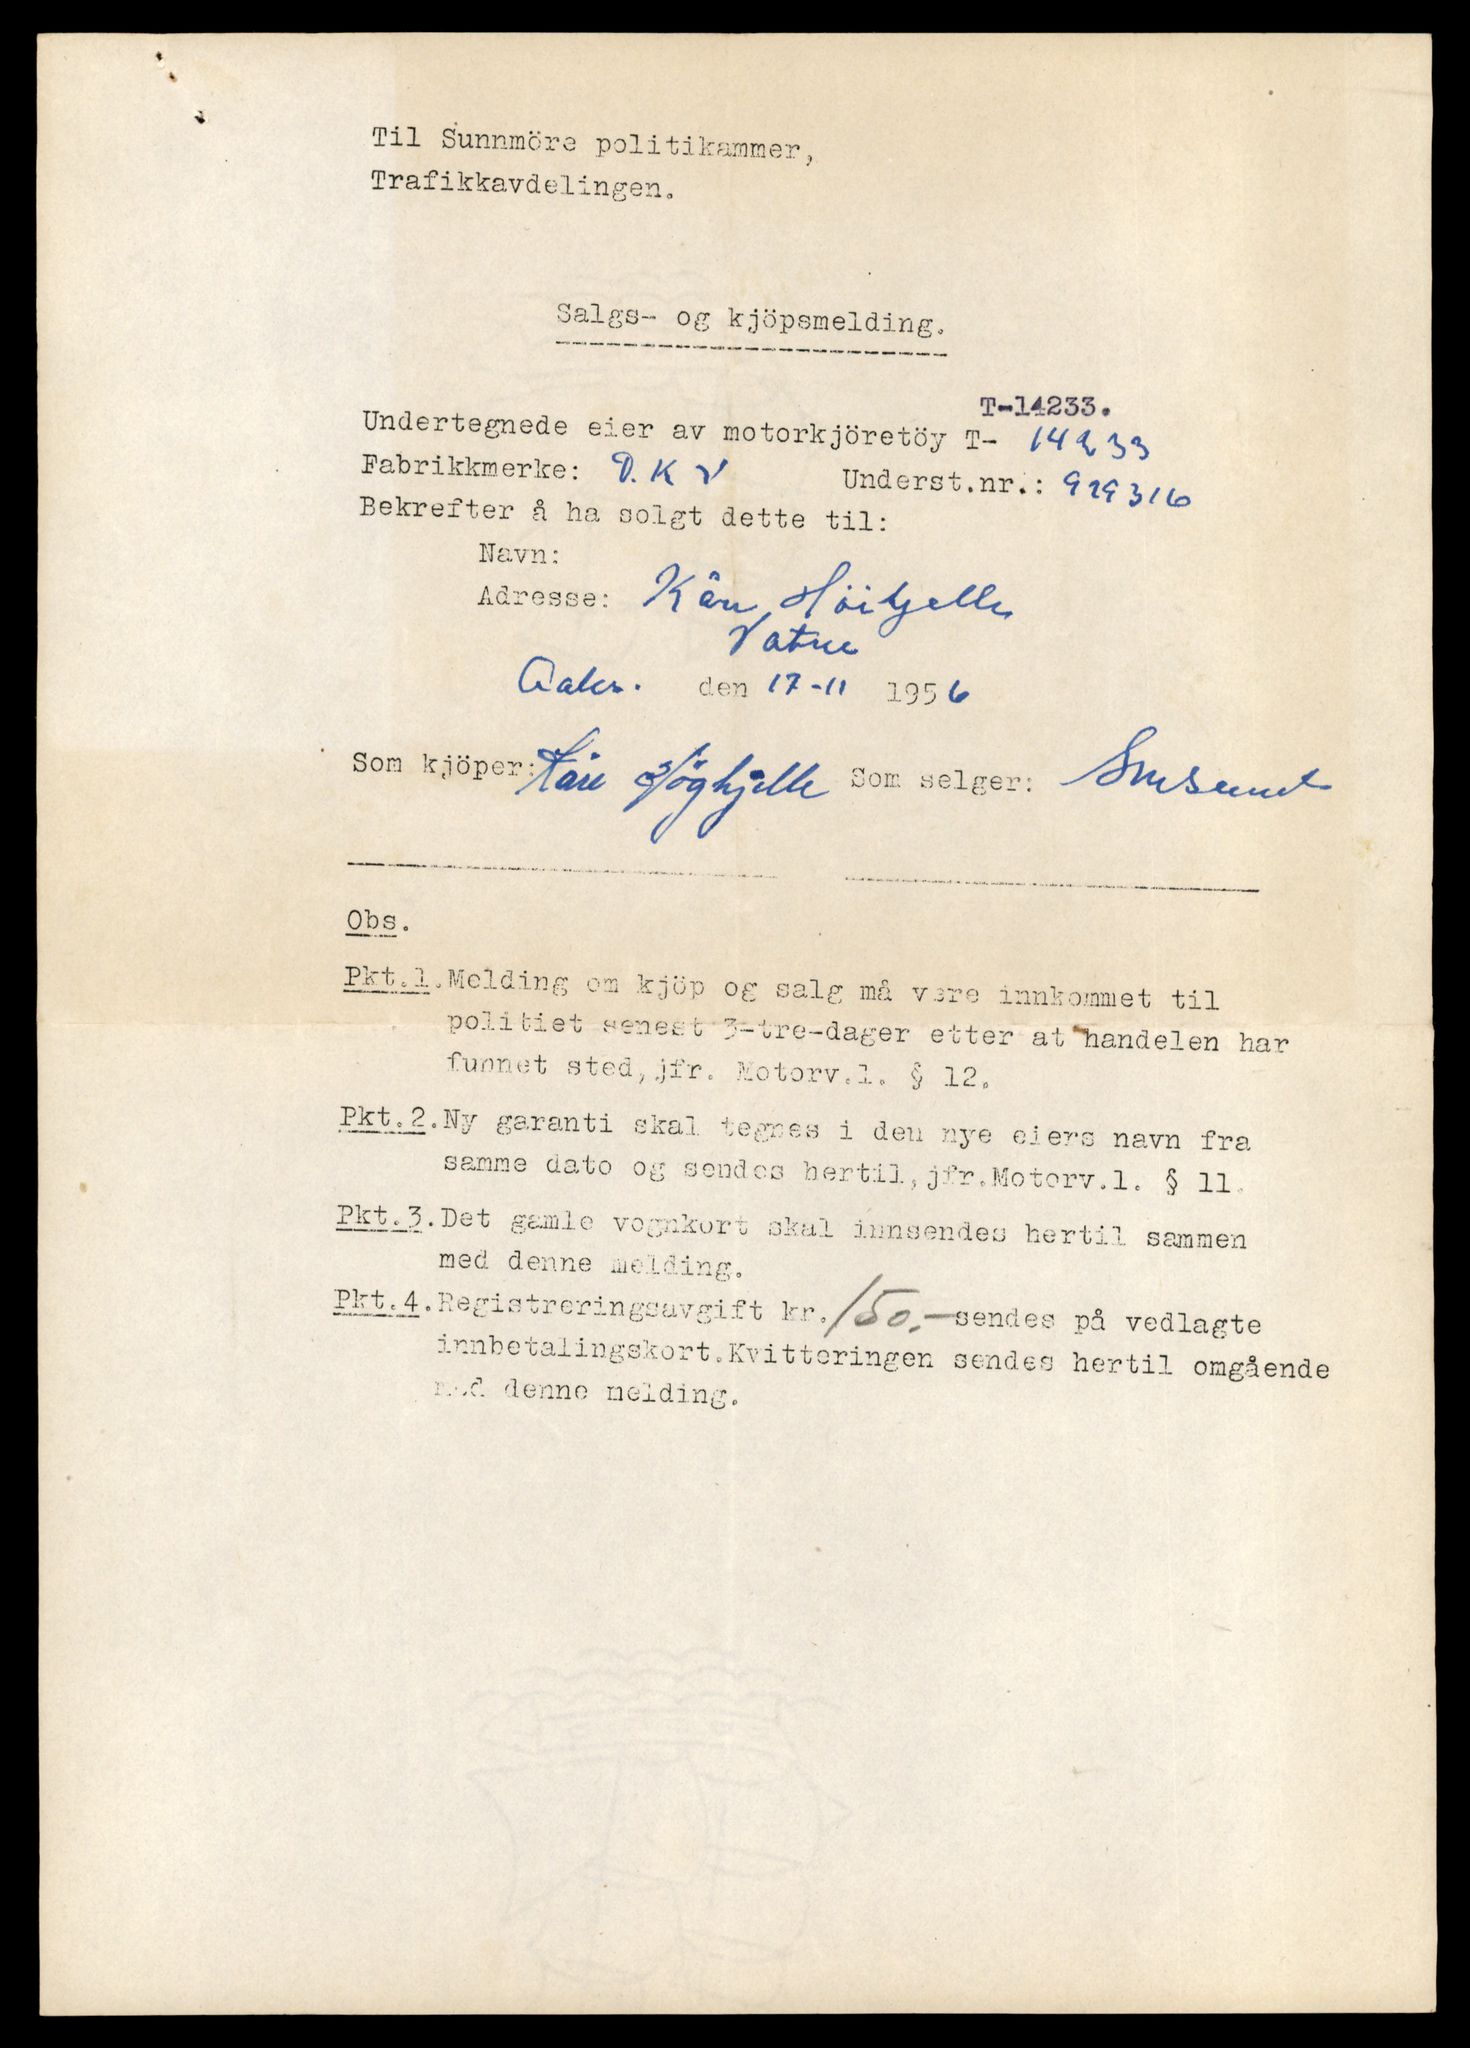 Til Sunnmöre politikammer,
Trafikkavdelingen.
Salgs- og kjöpsmelding.
T-14233.
Undertegnede eier av motorkjöretöy T- 14233
Fabrikkmerke: D.K V Underst.nr.: 929316
Bekrefter å ha solgt dette til:
Navn:
Adresse: Kåre Höikjelle
Vatne
den 17-11 1956
Som kjöper: Kåre Höghjelle Som selger:
Obs.
Pkt.1.Melding om kjöp og salg må være innkommet til
politiet senest 3-tre-dager etter at handelen har
funnet sted, jfr. Motorv.l. § 12.
Pkt.2.Ny garanti skal tegnes i den nye eiers navn fra
samme dato og sendes hertil, jfr.Motorv.l. § 11.
Pkt.3.Det gamle vognkort skal innsendes hertil sammen
med denne melding.
Pkt.4.Registreringsavgift kr. 150.- sendes på vedlagte
innbetalingskort.Kvitteringen sendes hertil omgående
med denne melding.